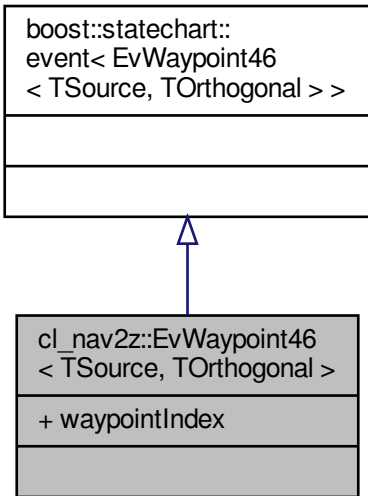 boost::statechart::
event< EvWaypoint46
< TSource, TOrthogonal > >
cl_nav2z::EvWaypoint46
< TSource, TOrthogonal >
+ waypointIndex